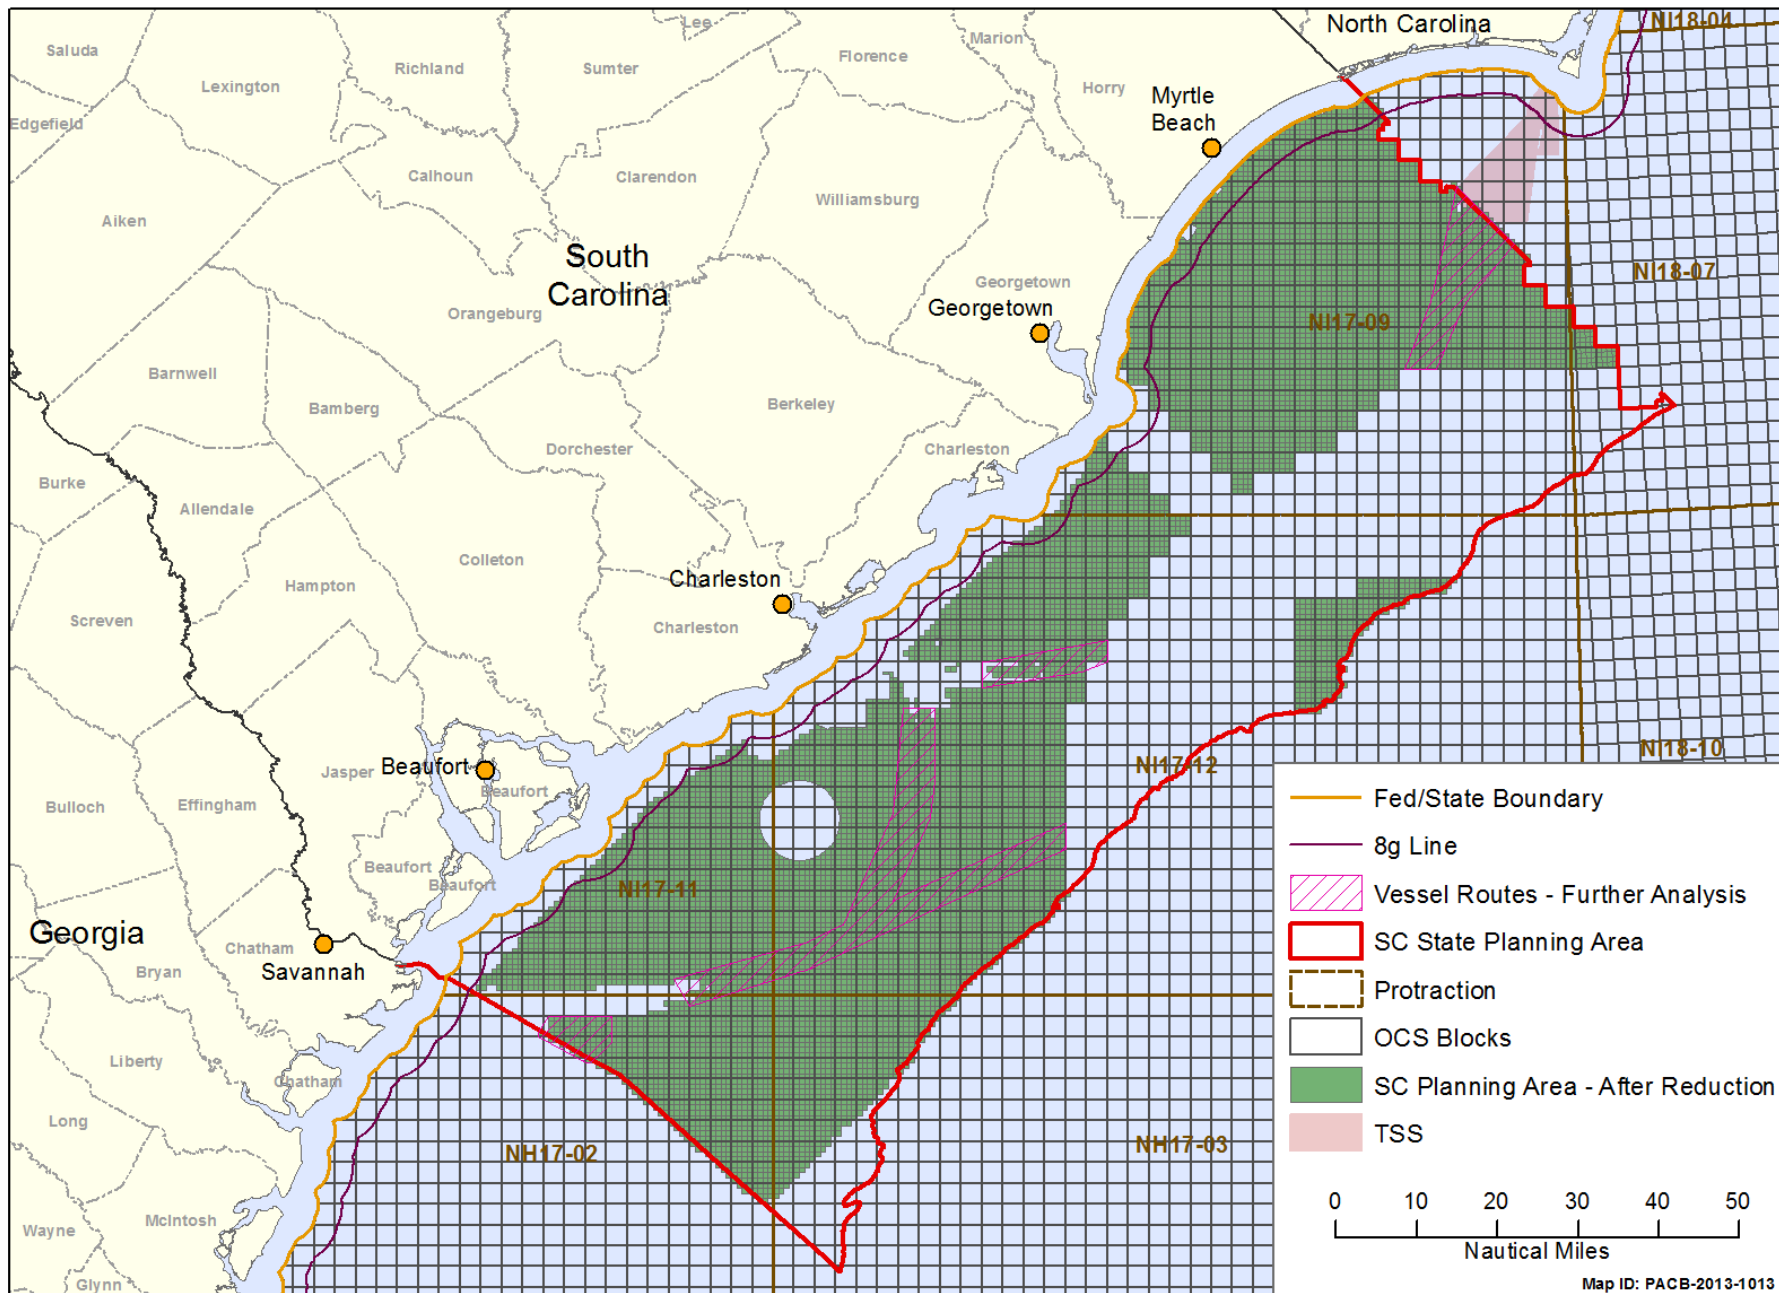 North Carolina
NI18-04
Lee
Marion
Saluda
Richland
Sumter
Florence
Lexington
Horry
Myrtle
Beach
Edgefield
Calhoun
Clarendon
Williamsburg
Aiken
South
Carolina
NI18-07
Georgetown
Georgetown
Orangeburg
NI17-09
Barnwell
Bamberg
Berkeley
Dorchester
Charleston
Burke
Allendale
Colleton
Charleston
Hampton
Screven
Charleston
NI18-10
Beaufort
NI17-12
Jasper
Beaufort
Bulloch
Effingham
Beaufort
Beaufort
NI17-11
Georgia
Chatham
Savannah
Bryan
Liberty
Chatham
Long
NH17-02
NH17-03
McIntosh
Wayne
Glynn
Fed/State Boundary
8g Line
Vessel Routes - Further Analysis
SC State Planning Area
Protraction
OCS Blocks
SC Planning Area - After Reduction
TSS
0 10 20 30 40 50
Nautical Miles
Map ID: PACB-2013-1013